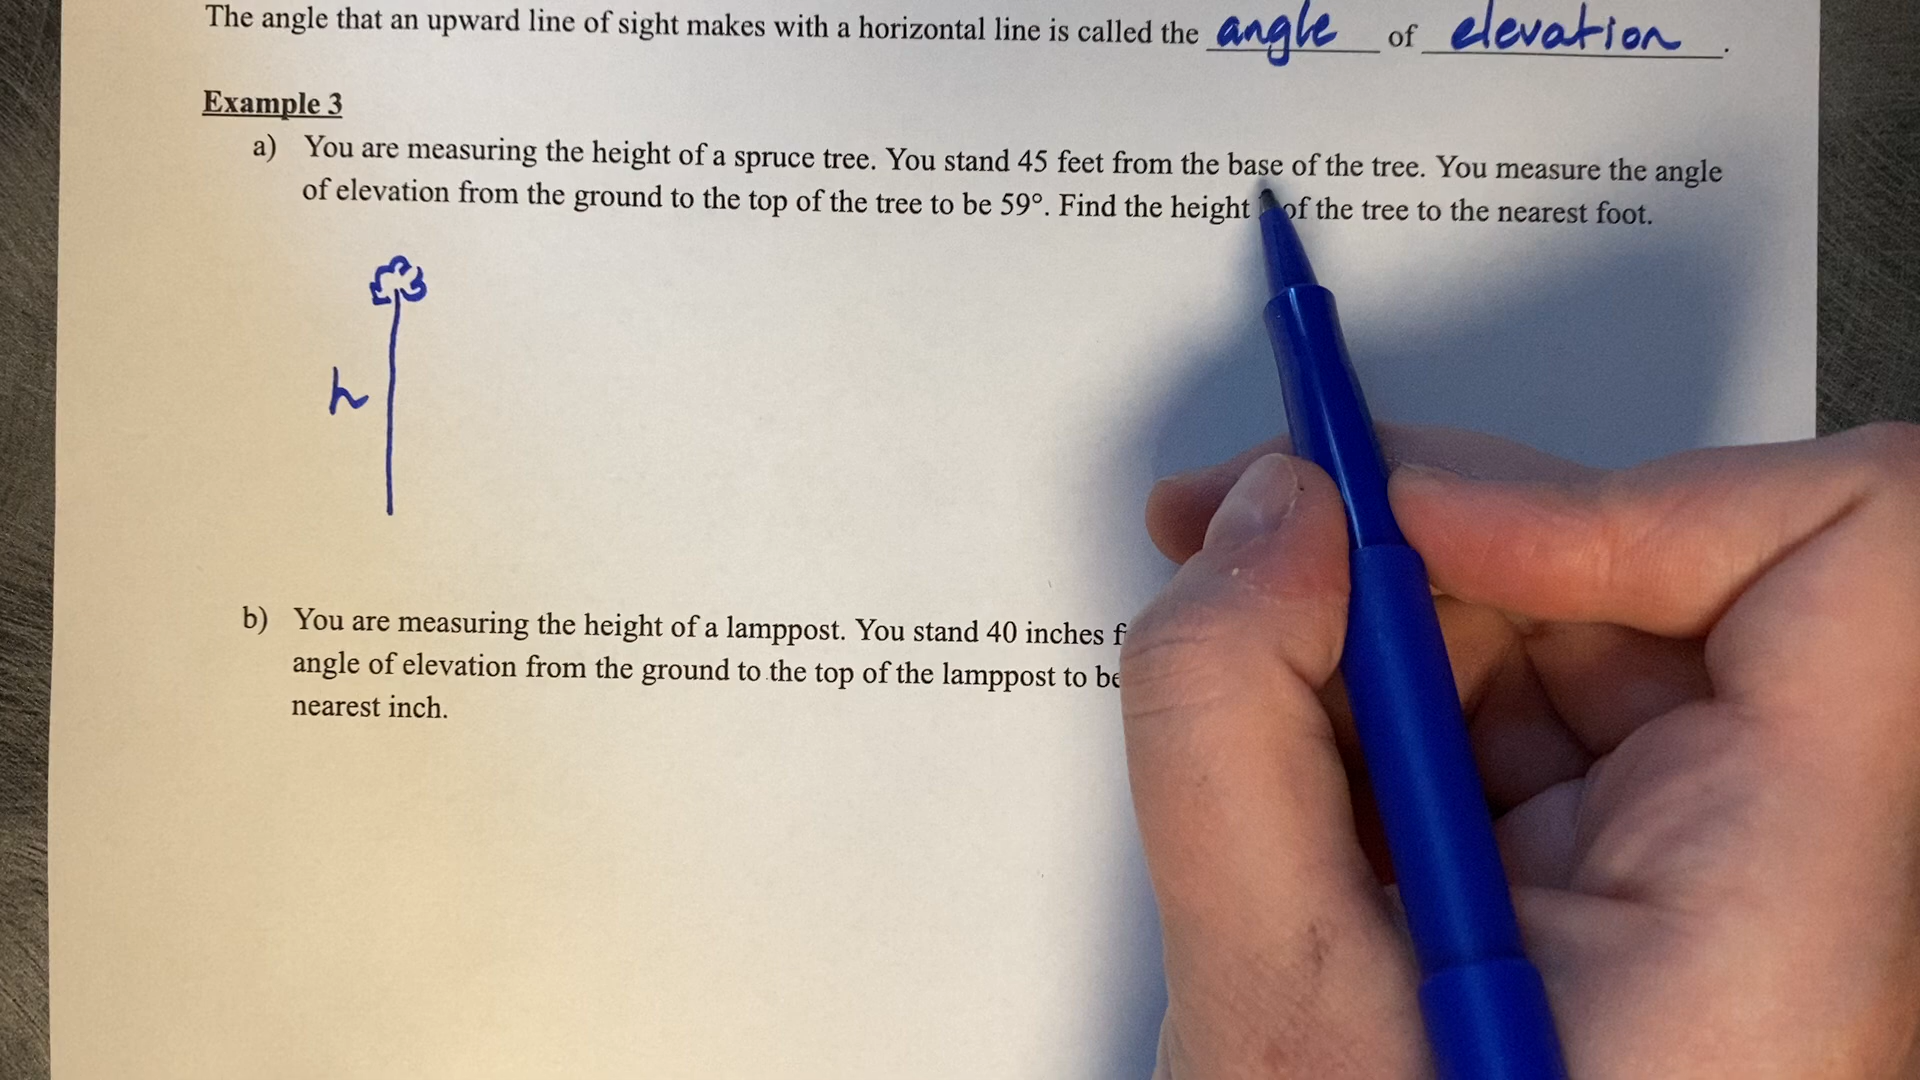 The angle that an upward line of sight makes with a horizontal line is called the angle of elevation.
Example 3
a) You are measuring the height of a spruce tree. You stand 45 feet from the base of the tree. You measure the angle
of elevation from the ground to the top of the tree to be 59°. Find the height of the tree to the nearest foot.
h
b) You are measuring the height of a lamppost. You stand 40 inches
angle of elevation from the ground to the top of the lamppost to be
nearest inch.